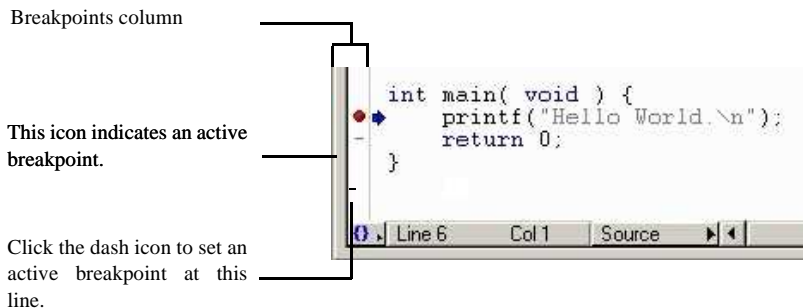 Breakpoints column
int main( void ) {
printf("Hello World.\n");
return 0;
}
This icon indicates an active
breakpoint.
Click the dash icon to set an
active breakpoint at this
line.
{} Line 6 Col 1 Source